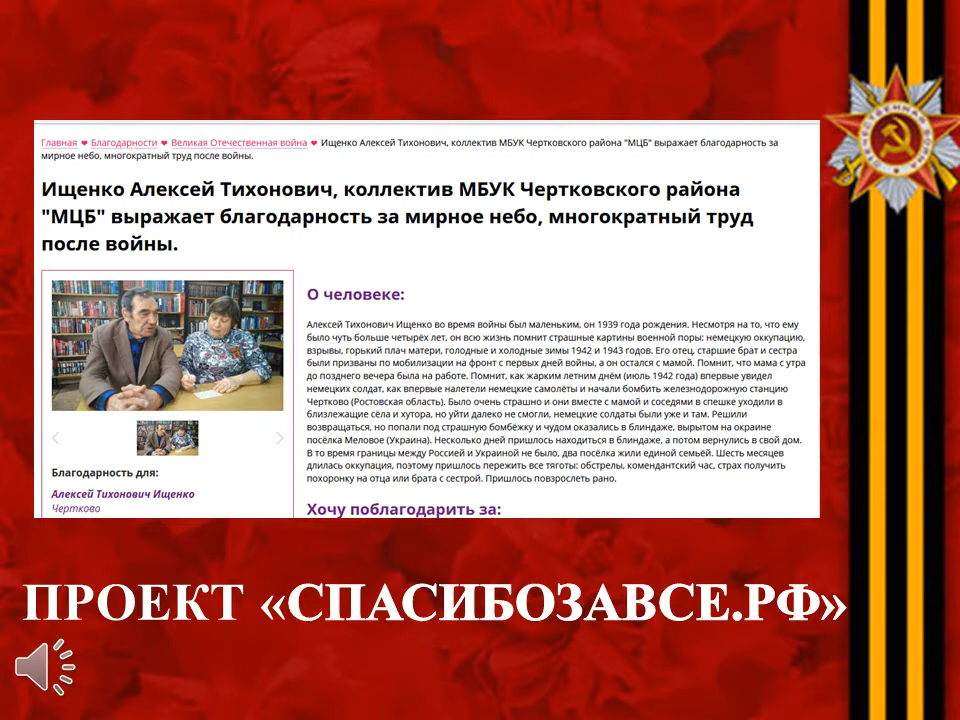 Главная ❤ Благодарности ❤ Великая Отечественная война ❤ Ищенко Алексей Тихонович, коллектив МБУК Чертковского района "МЦБ" выражает благодарность за
мирное небо, многократный труд после войны.
Ищенко Алексей Тихонович, коллектив МБУК Чертковского района
"МЦБ" выражает благодарность за мирное небо, многократный труд
после войны.
О человеке:
Алексей Тихонович Ищенко во время войны был маленьким, он 1939 года рождения. Несмотря на то, что ему
было чуть больше четырёх лет, он всю жизнь помнит страшные картины военной поры: немецкую оккупацию,
взрывы, горький плач матери, голодные и холодные зимы 1942 и 1943 годов. Его отец, старшие брат и сестра
были призваны по мобилизации на фронт с первых дней войны, а он остался с мамой. Помнит, что мама с утра
до позднего вечера была на работе. Помнит, как жарким летним днём (июль 1942 года) впервые увидел
немецких солдат, как впервые налетели немецкие самолёты и начали бомбить железнодорожную станцию
Чертково (Ростовская область). Было очень страшно и они вместе с мамой и соседями в спешке уходили в
близлежащие сёла и хутора, но уйти далеко не смогли, немецкие солдаты были уже и там. Решили
возвращаться, но попали под страшную бомбёжку и чудом оказались в блиндаже, вырытом на окраине
посёлка Меловое (Украина). Несколько дней пришлось находиться в блиндаже, а потом вернулись в свой дом.
В то время границы между Россией и Украиной не было, два посёлка жили единой семьёй. Шесть месяцев
длилась оккупация, поэтому пришлось пережить все тяготы: обстрелы, комендантский час, страх получить
похоронку на отца или брата с сестрой. Пришлось повзрослеть рано.
Хочу поблагодарить за:
Благодарность для:
Алексей Тихонович Ищенко
Чертково
ОТЕЧЕСТВЕННАЯ ВОЙНА
ПРОЕКТ «СПАСИБОЗАВСЕ.РФ»